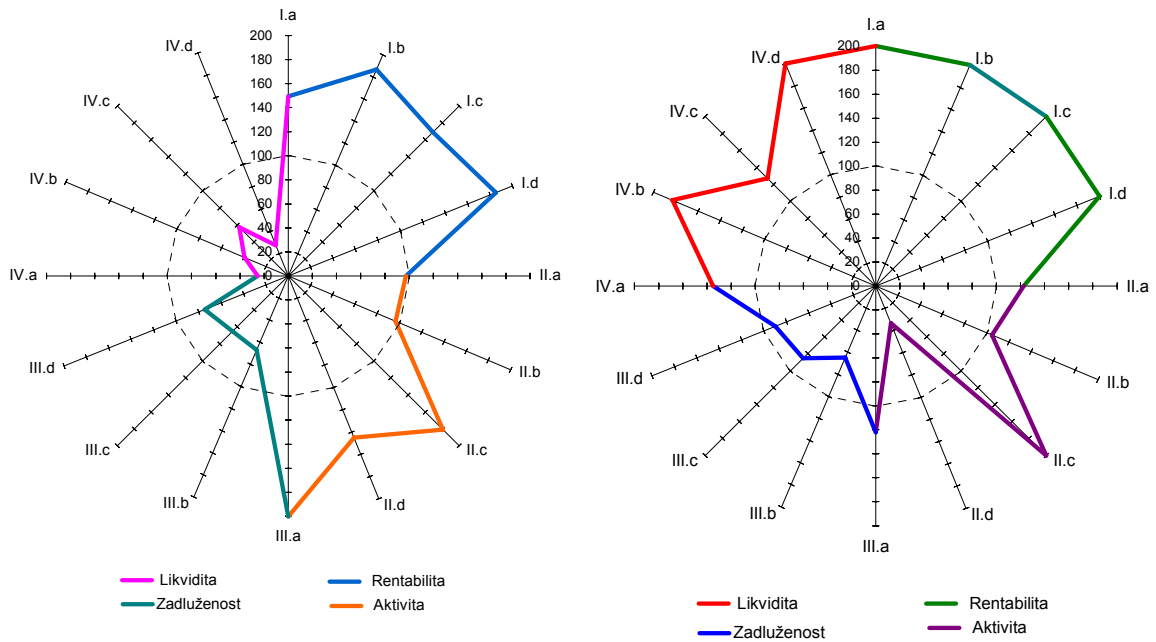 I.a
I.b
I.c
I.d
II.a
II.b
II.c
II.d
III.a
III.b
III.c
III.d
IV.a
IV.b
IV.c
IV.d
200
180
160
140
120
100
80
60
40
20
0
Likvidita
Rentabilita
Zadluženost
Aktivita
I.a
I.b
I.c
I.d
II.a
II.b
II.c
II.d
III.a
III.b
III.c
III.d
IV.a
IV.b
IV.c
IV.d
200
180
160
140
120
100
80
60
40
20
0
Likvidita
Rentabilita
Zadluženost
Aktivita